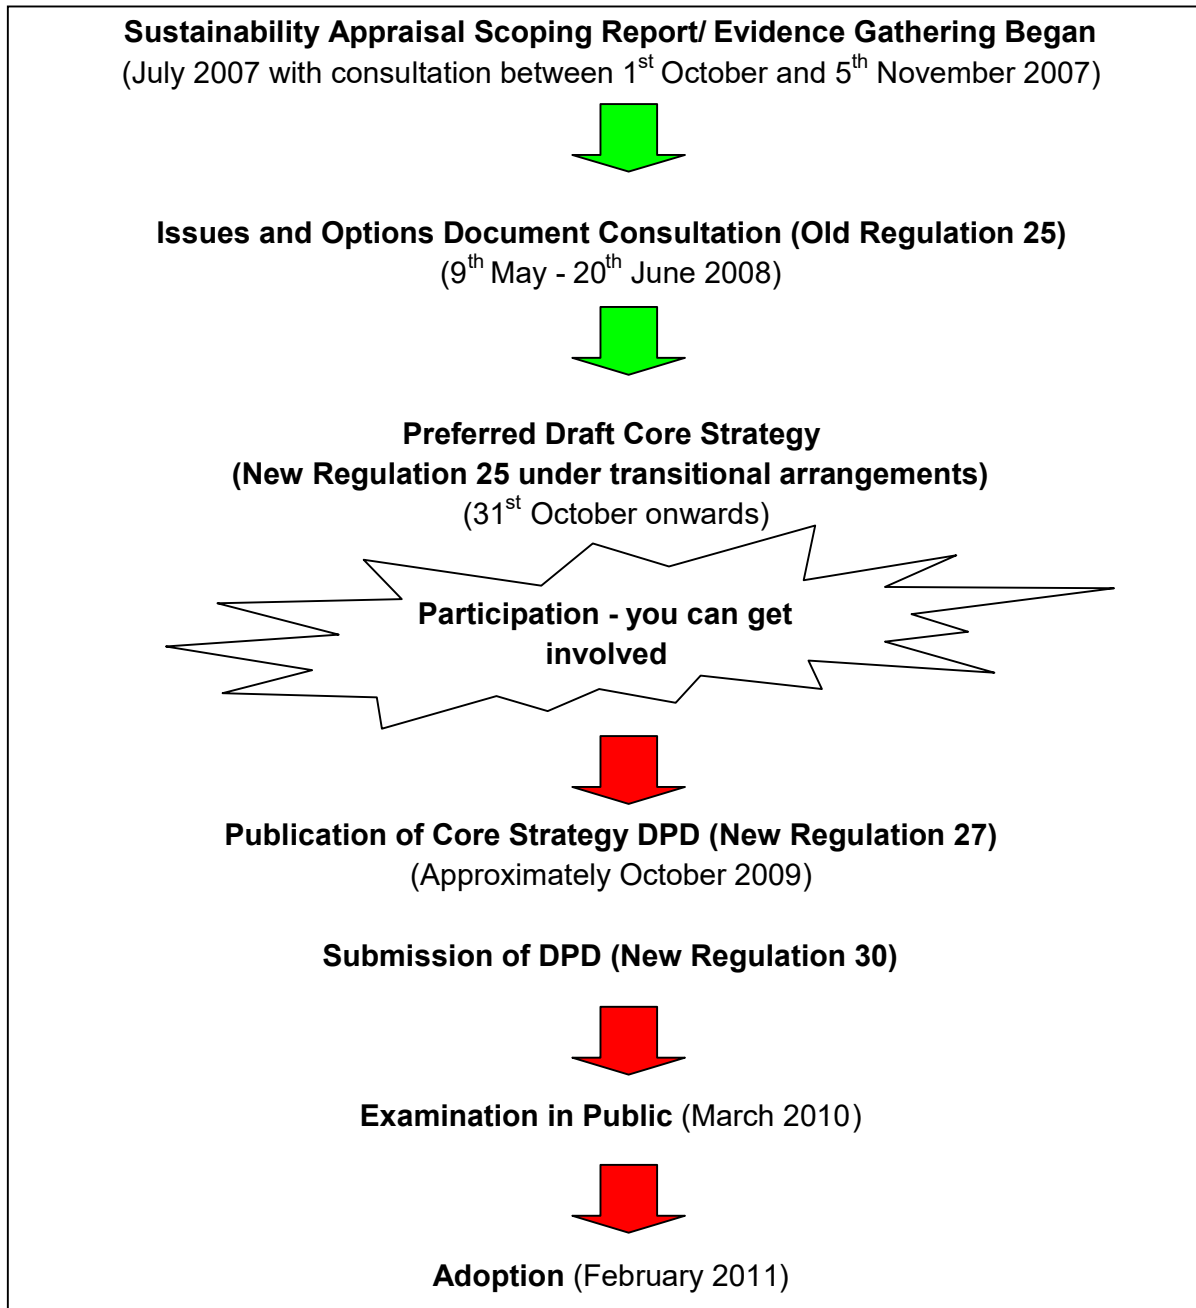 Sustainability Appraisal Scoping Report/ Evidence Gathering Began
(July 2007 with consultation between 1st October and 5th November 2007)
Issues and Options Document Consultation (Old Regulation 25)
(9th May - 20th June 2008)
Preferred Draft Core Strategy
(New Regulation 25 under transitional arrangements)
(31st October onwards)
Participation - you can get
involved
Publication of Core Strategy DPD (New Regulation 27)
(Approximately October 2009)
Submission of DPD (New Regulation 30)
Examination in Public (March 2010)
Adoption (February 2011)